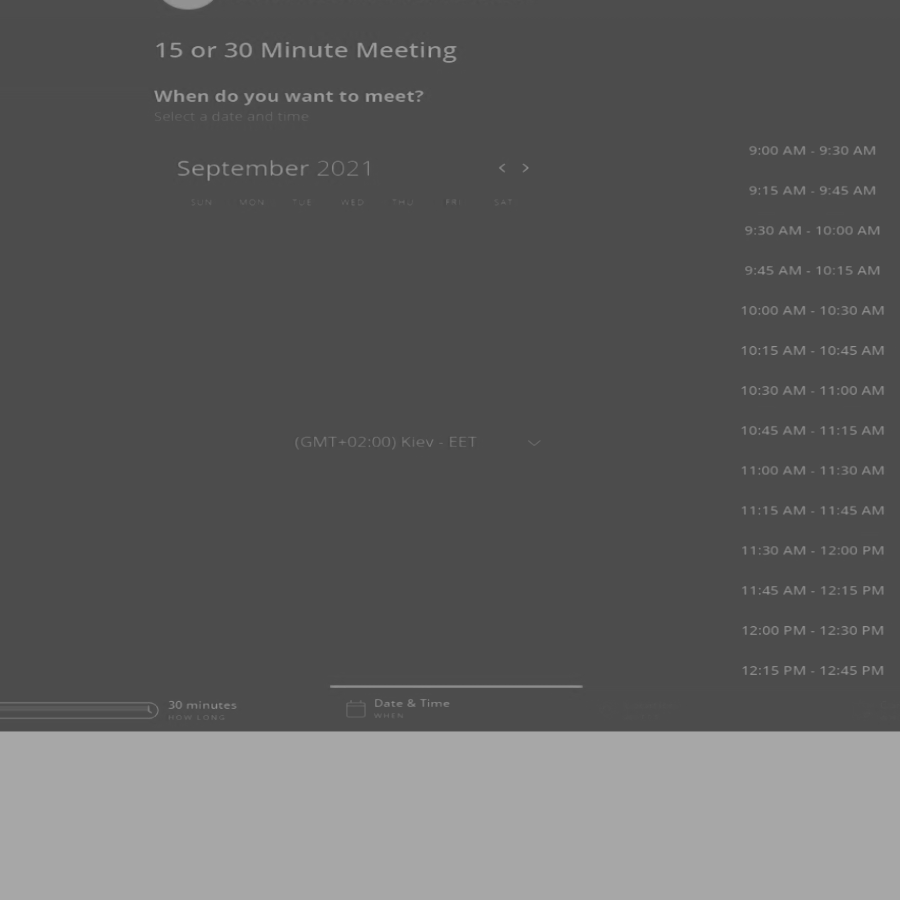 15 or 30 Minute Meeting
When do you want to meet?
Select a date and time
September 2021
SUN MON TUE WED THU FRI SAT
(GMT+02:00) Kiev - EET
9:00 AM - 9:30 AM
9:15 AM - 9:45 AM
9:30 AM - 10:00 AM
9:45 AM - 10:15 AM
10:00 AM - 10:30 AM
10:15 AM - 10:45 AM
10:30 AM - 11:00 AM
10:45 AM - 11:15 AM
11:00 AM - 11:30 AM
11:15 AM - 11:45 AM
11:30 AM - 12:00 PM
11:45 AM - 12:15 PM
12:00 PM - 12:30 PM
12:15 PM - 12:45 PM
30 minutes
HOW LONG
Date & Time
WHEN